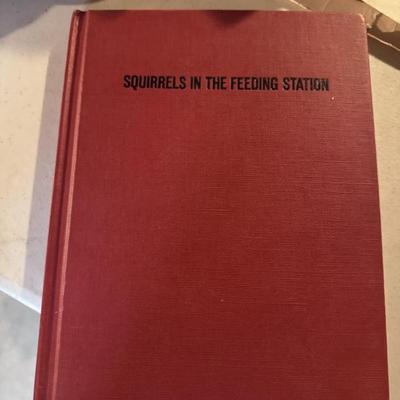 SQUIRRELS IN THE FEEDING STATION